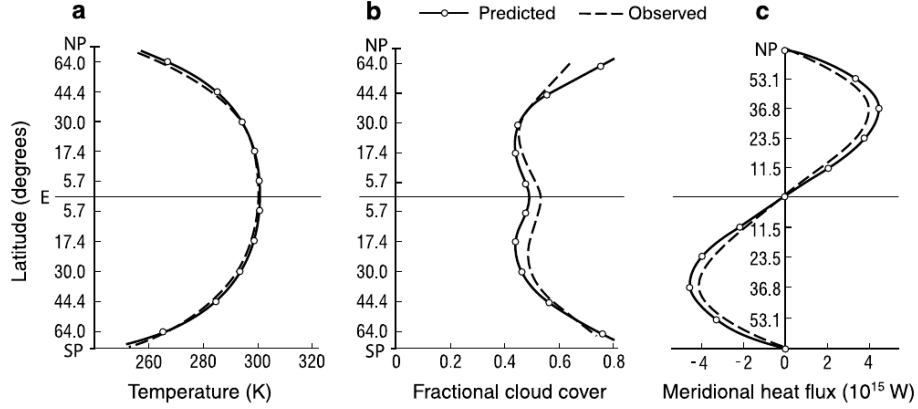 a
b
Predicted
Observed
c
NP
64.0
44.4
30.0
17.4
5.7
E
5.7
17.4
30.0
44.4
64.0
SP
Latitude (degrees)
260
280
300
320
Temperature (K)
NP
64.0
44.4
30.0
17.4
5.7
5.7
17.4
30.0
44.4
64.0
SP
0
0.2
0.4
0.6
0.8
Fractional cloud cover
NP
53.1
36.8
23.5
11.5
11.5
23.5
36.8
53.1
-4
-2
0
2
4
Meridional heat flux (10¹⁵ W)